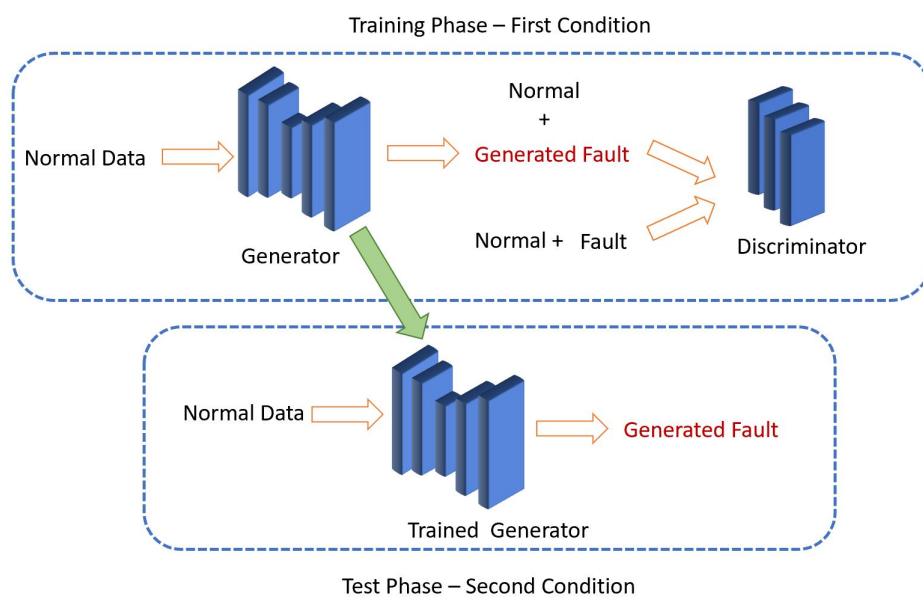 Training Phase – First Condition
Normal Data
Generator
Normal
+
Generated Fault
Normal + Fault
Discriminator
Normal Data
Trained Generator
Generated Fault
Test Phase – Second Condition